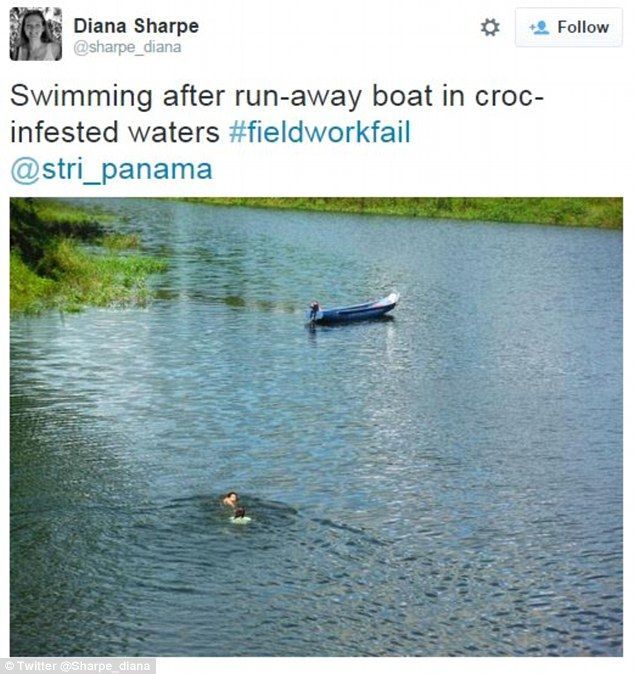 Diana Sharpe
@sharpe_diana
Follow
Swimming after run-away boat in croc-
infested waters #fieldworkfail
@stri_panama
© Twitter @Sharpe_diana